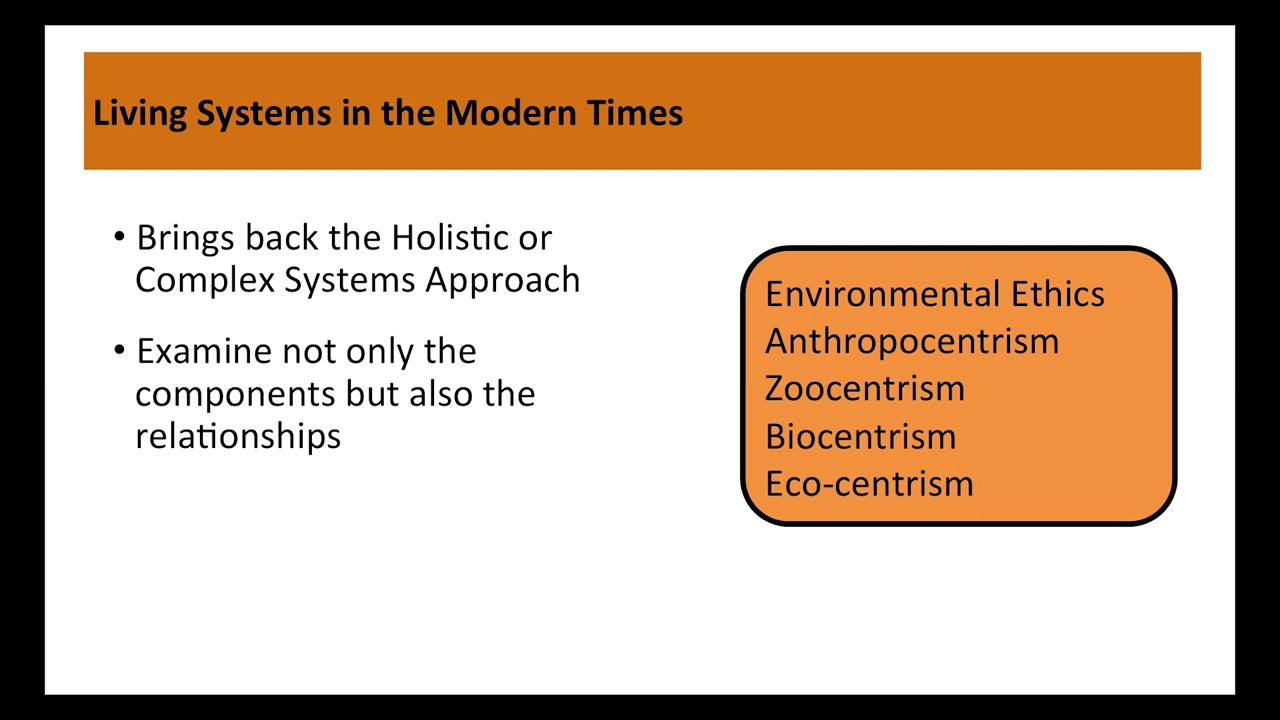 Living Systems in the Modern Times
• Brings back the Holistic or
Complex Systems Approach
• Examine not only the
components but also the
relationships
Environmental Ethics
Anthropocentrism
Zoocentrism
Biocentrism
Eco-centrism